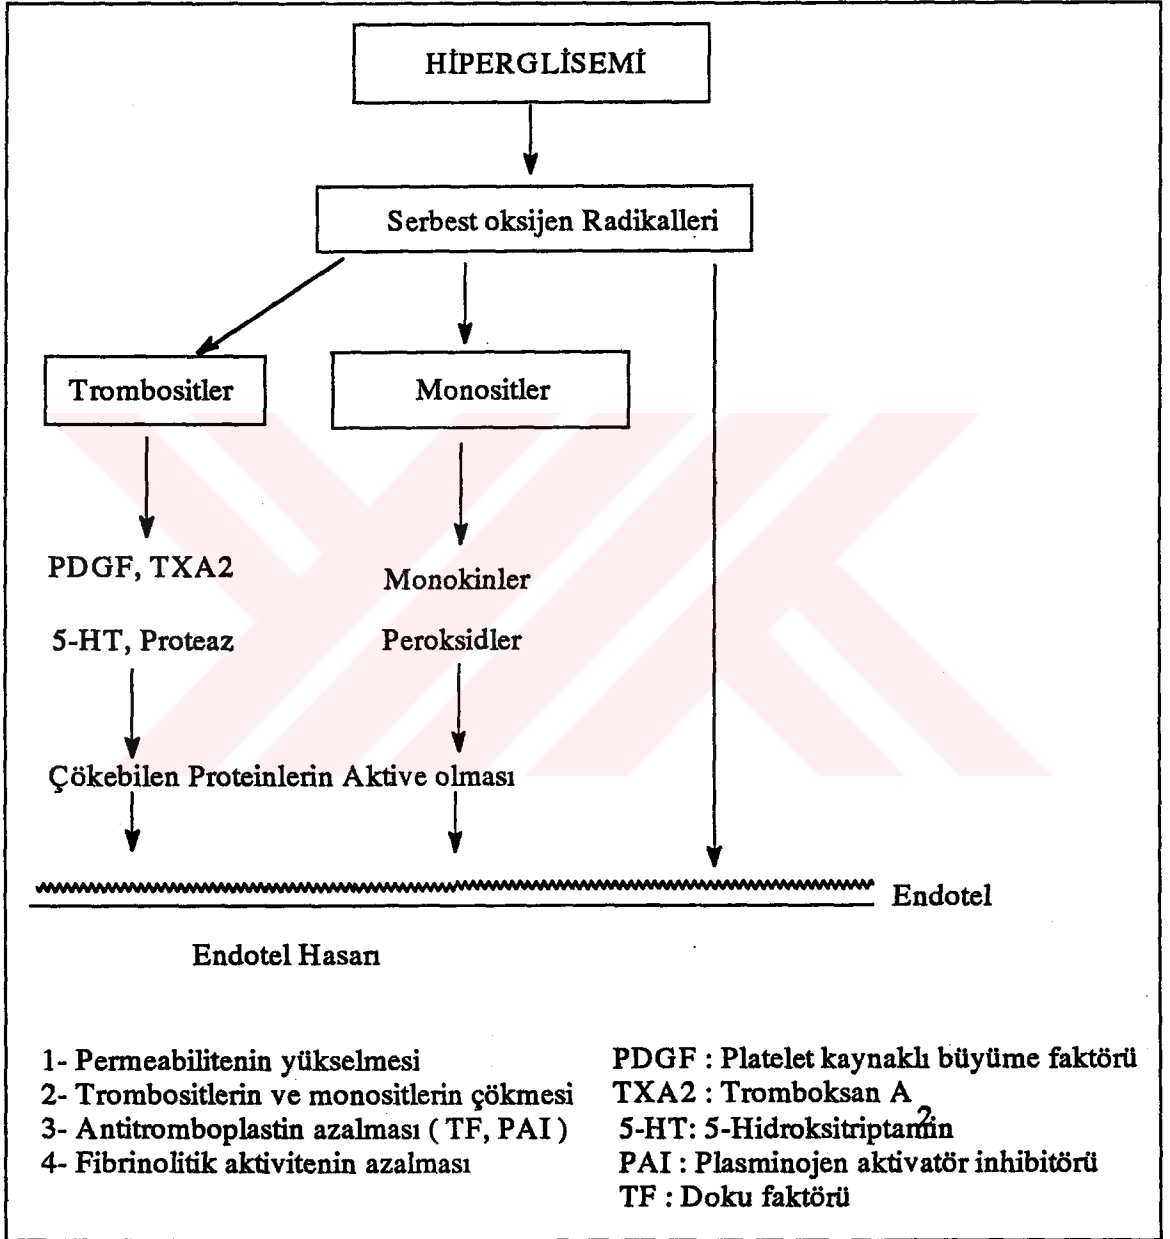 HİPERGLİSEMİ
Serbest oksijen Radikalleri
Trombositler
Monositler
PDGF, TXA2
Monokinler
5-HT, Proteaz
Peroksidler
Çökebilen Proteinlerin Aktive olması
Endotel
Endotel Hasarı
1- Permeabilitenin yükselmesi
2- Trombositlerin ve monositlerin çökmesi
3- Antitromboplastin azalması ( TF, PAI )
4- Fibrinolitik aktivitenin azalması
PDGF : Platelet kaynaklı büyüme faktörü
TXA2 : Tromboksan A2
5-HT: 5-Hidroksitriptamin
PAI : Plasminojen aktivatör inhibitörü
TF : Doku faktörü